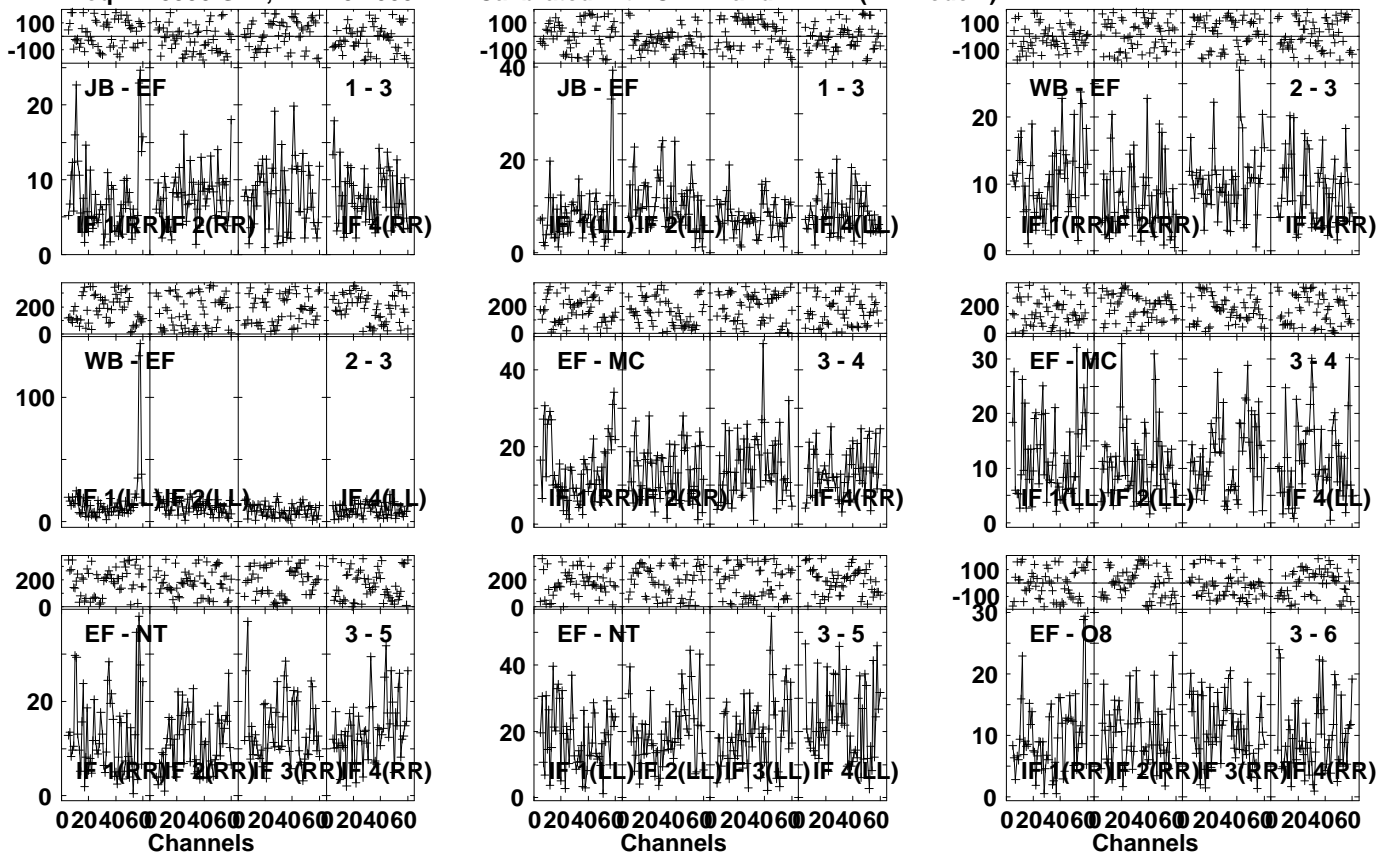 100 100 100
-100 -100 -100
JB - EF 1 - 3 JB - EF 1 - 3 WB - EF 2 - 3
40
20 20 20
10 10
0 0 0
IF 1(RR) IF 2(RR) IF 4(RR) IF 1(LL) IF 2(LL) IF 4(LL) IF 1(RR) IF 2(RR) IF 4(RR)
200 200 200
0 0 0
WB - EF 2 - 3 EF - MC 3 - 4 EF - MC 3 - 4
100 40 30
20 20
10
0 0 0
IF 1(LL) IF 2(LL) IF 4(LL) IF 1(RR) IF 2(RR) IF 4(RR) IF 1(LL) IF 2(LL) IF 4(LL)
200 200 100
0 0 -100
EF - NT 3 - 5 EF - NT 3 - 5 EF - O8 3 - 6
30
40
20 20 20
10
0 0 0
IF 1(RR) IF 2(RR) IF 3(RR) IF 4(RR) IF 1(LL) IF 2(LL) IF 3(LL) IF 4(LL) IF 1(RR) IF 2(RR) IF 3(RR) IF 4(RR)
0 20 40 60 0 20 40 60 0 20 40 60 0 20 40 60 0 20 40 60 0 20 40 60 0 20 40 60 0 20 40 60 0 20 40 60 0 20 40 60 0 20 40 60 0 20 40 60
Channels Channels Channels